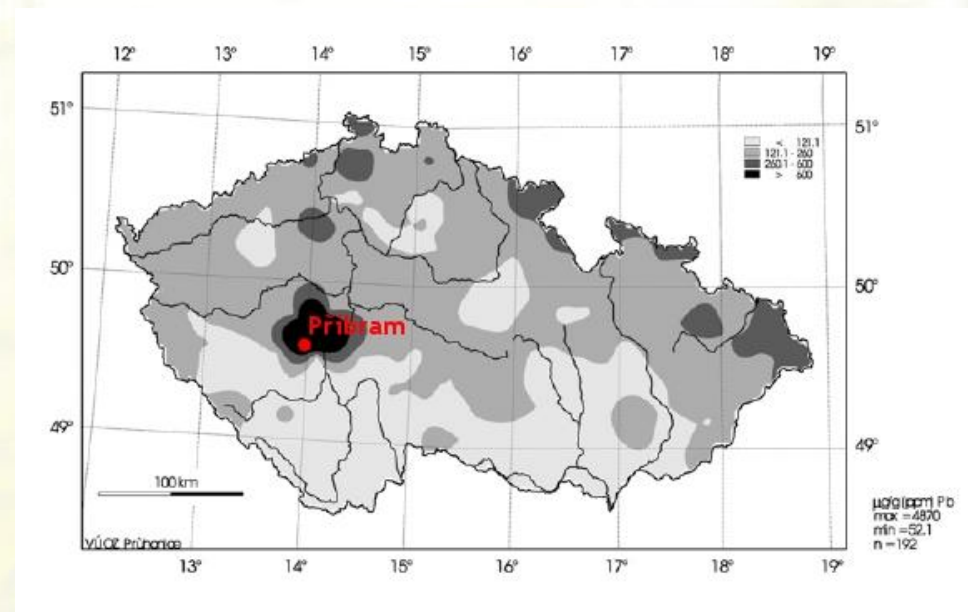 12° 13° 14° 15° 16° 17° 18° 19°
51° 51°
< 121.1
121.1 - 260
260.1 - 600
> 600
50° 50°
Příbram
49° 49°
100 km
µg/g (ppm) Pb
max =4870
min =52.1
n =192
VÚOZ Průhonice
13° 14° 15° 16° 17° 18° 19°